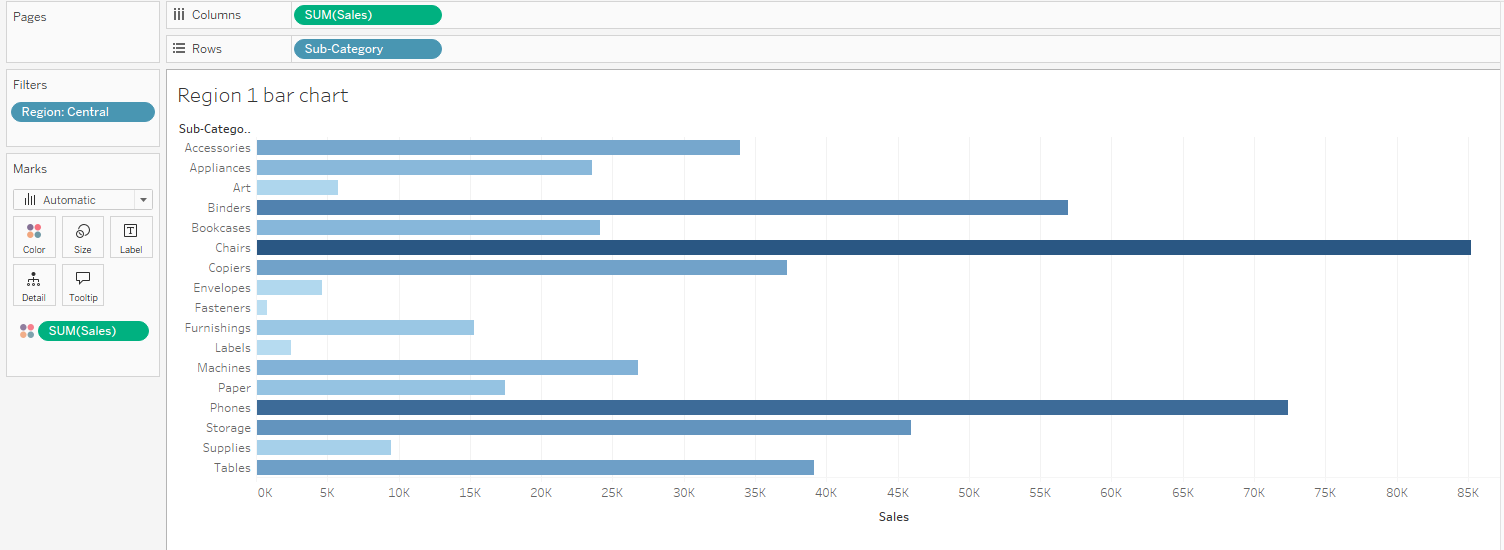 Pages
Columns
SUM(Sales)
Rows
Sub-Category
Filters
Region: Central
Marks
Automatic
Color
Size
Label
Detail
Tooltip
SUM(Sales)
Region 1 bar chart
Sub-Catego..
Accessories
Appliances
Art
Binders
Bookcases
Chairs
Copiers
Envelopes
Fasteners
Furnishings
Labels
Machines
Paper
Phones
Storage
Supplies
Tables
0K 5K 10K 15K 20K 25K 30K 35K 40K 45K 50K 55K 60K 65K 70K 75K 80K 85K
Sales